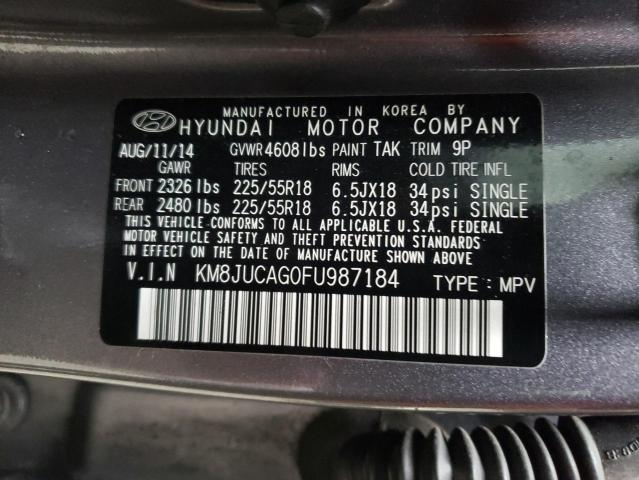 MANUFACTURED IN KOREA BY
HYUNDAI MOTOR COMPANY
AUG/11/14 GVWR 4608lbs PAINT TAK TRIM 9P
GAWR TIRES RIMS COLD TIRE INFL
FRONT 2326 lbs 225/55R18 6.5JX18 34psi SINGLE
REAR 2480 lbs 225/55R18 6.5JX18 34psi SINGLE
THIS VEHICLE CONFORMS TO ALL APPLICABLE U.S.A. FEDERAL
MOTOR VEHICLE SAFETY AND THEFT PREVENTION STANDARDS
IN EFFECT ON THE DATE OF MANUFACTURE SHOWN ABOVE
V.I.N KM8JUCAG0FU987184 TYPE : MPV